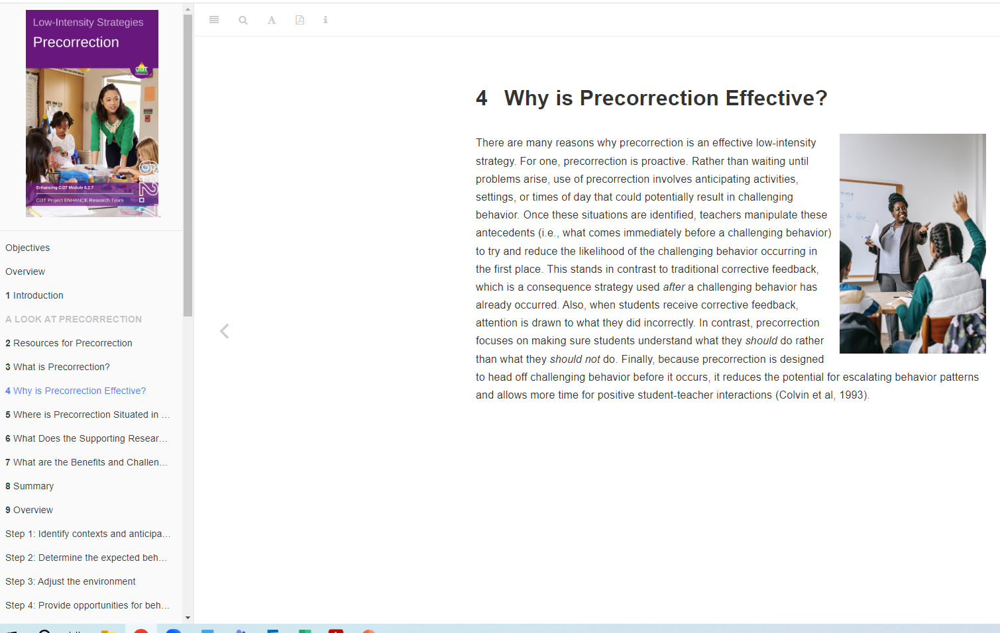 Low-Intensity Strategies
Precorrection
Ci3T
Enhancing Ci3T Module 6.2.7
Ci3T Project ENHANCE Research Team
Objectives
Overview
1 Introduction
A LOOK AT PRECORRECTION
2 Resources for Precorrection
3 What is Precorrection?
4 Why is Precorrection Effective?
5 Where is Precorrection Situated in …
6 What Does the Supporting Resear…
7 What are the Benefits and Challen…
8 Summary
9 Overview
Step 1: Identify contexts and anticipa…
Step 2: Determine the expected beh…
Step 3: Adjust the environment
Step 4: Provide opportunities for beh…
4 Why is Precorrection Effective?
There are many reasons why precorrection is an effective low-intensity
strategy. For one, precorrection is proactive. Rather than waiting until
problems arise, use of precorrection involves anticipating activities,
settings, or times of day that could potentially result in challenging
behavior. Once these situations are identified, teachers manipulate these
antecedents (i.e., what comes immediately before a challenging behavior)
to try and reduce the likelihood of the challenging behavior occurring in
the first place. This stands in contrast to traditional corrective feedback,
which is a consequence strategy used after a challenging behavior has
already occurred. Also, when students receive corrective feedback,
attention is drawn to what they did incorrectly. In contrast, precorrection
focuses on making sure students understand what they should do rather
than what they should not do. Finally, because precorrection is designed
to head off challenging behavior before it occurs, it reduces the potential for escalating behavior patterns
and allows more time for positive student-teacher interactions (Colvin et al, 1993).